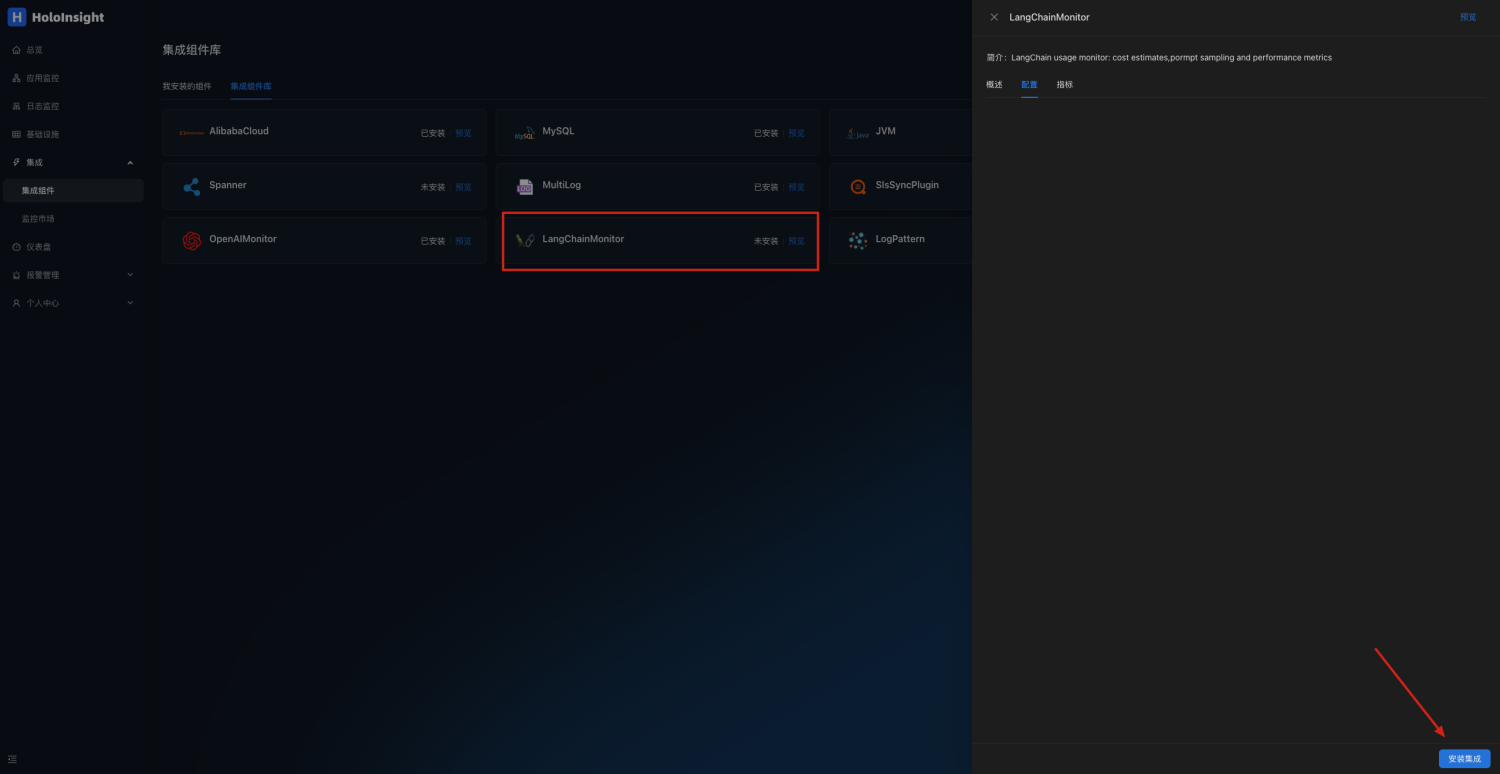 HoloInsight
总览
应用监控
日志监控
基础设施
集成
集成组件
监控市场
仪表盘
报警管理
个人中心
集成组件库
我安装的组件 集成组件库
AlibabaCloud 已安装 预览
MySQL MySQL 已安装 预览
Java JVM
Spanner 未安装 预览
LOG MultiLog 已安装 预览
SlsSyncPlugin
OpenAIMonitor 已安装 预览
LangChainMonitor 未安装 预览
LogPattern
LangChainMonitor 预览
简介：LangChain usage monitor: cost estimates,pormpt sampling and performance metrics
概述 配置 指标
安装集成